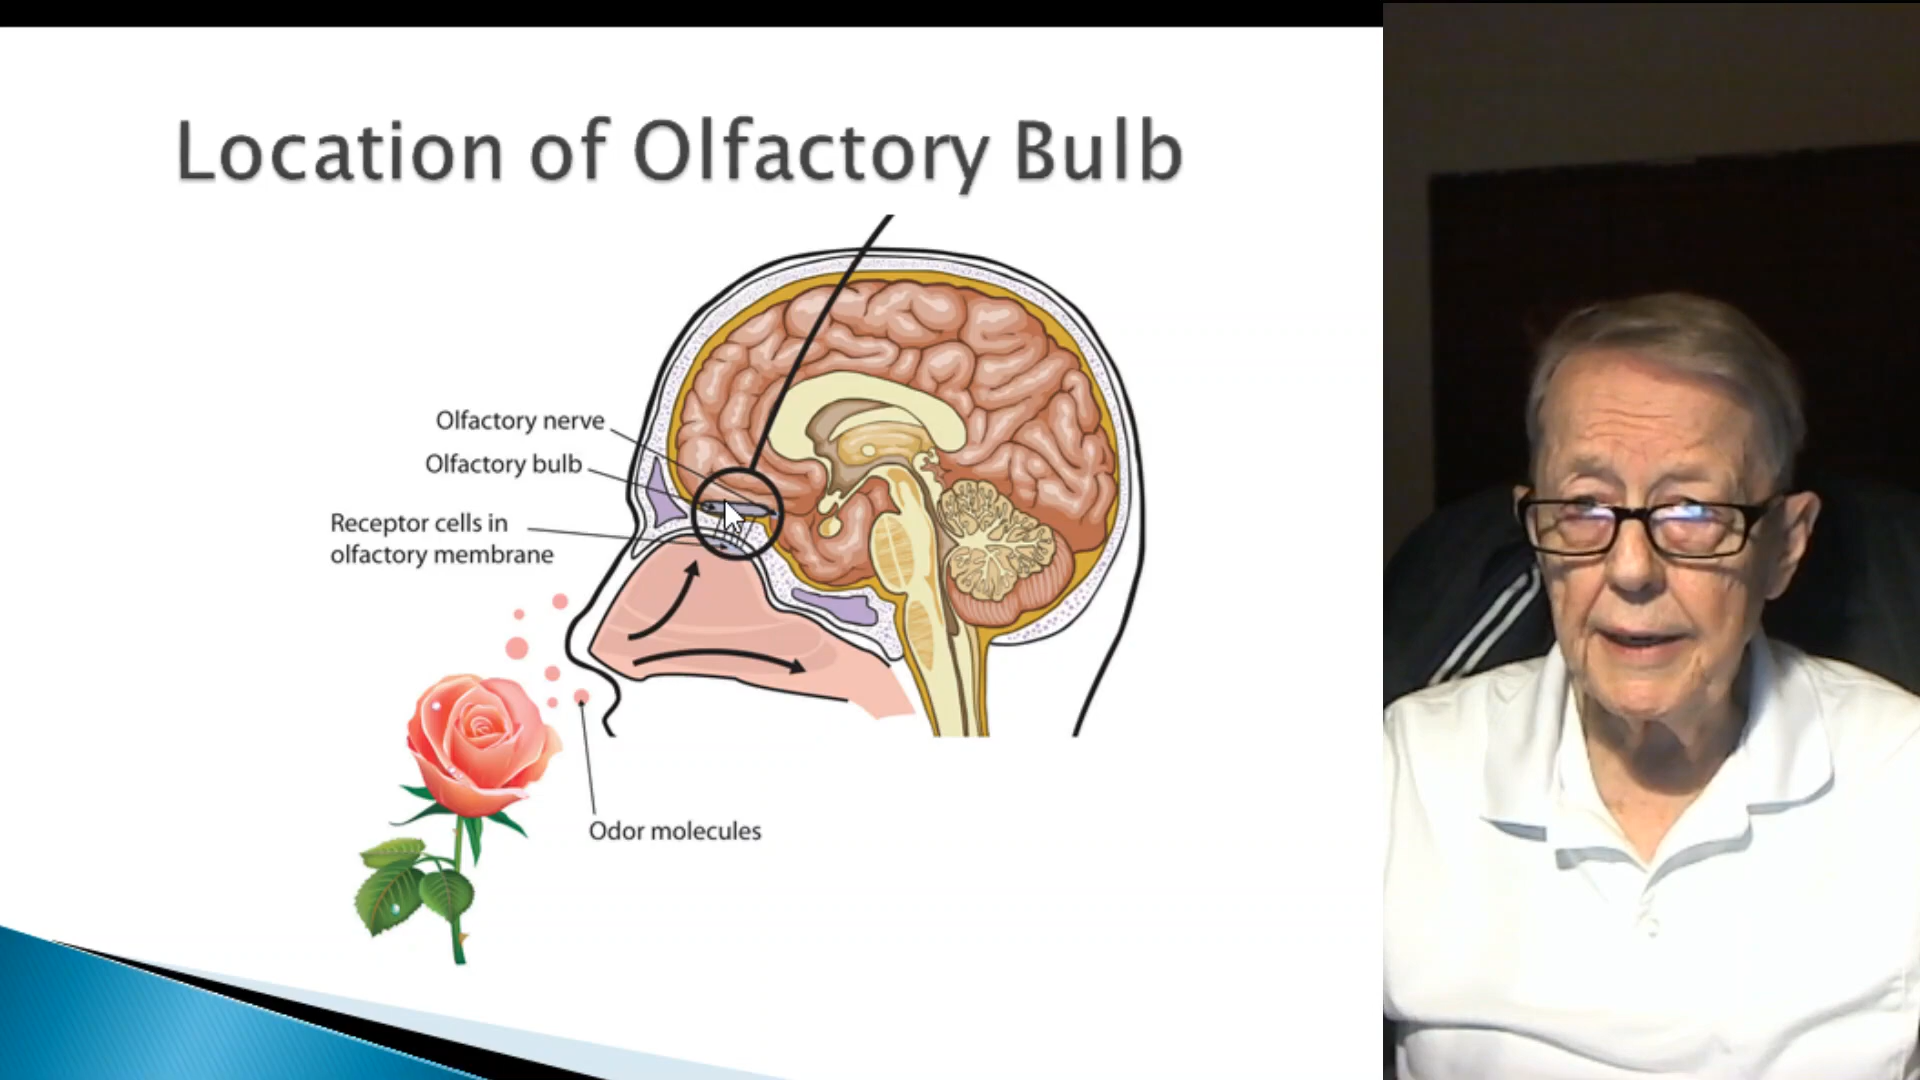 Location of Olfactory Bulb
Olfactory nerve
Olfactory bulb
Receptor cells in
olfactory membrane
Odor molecules